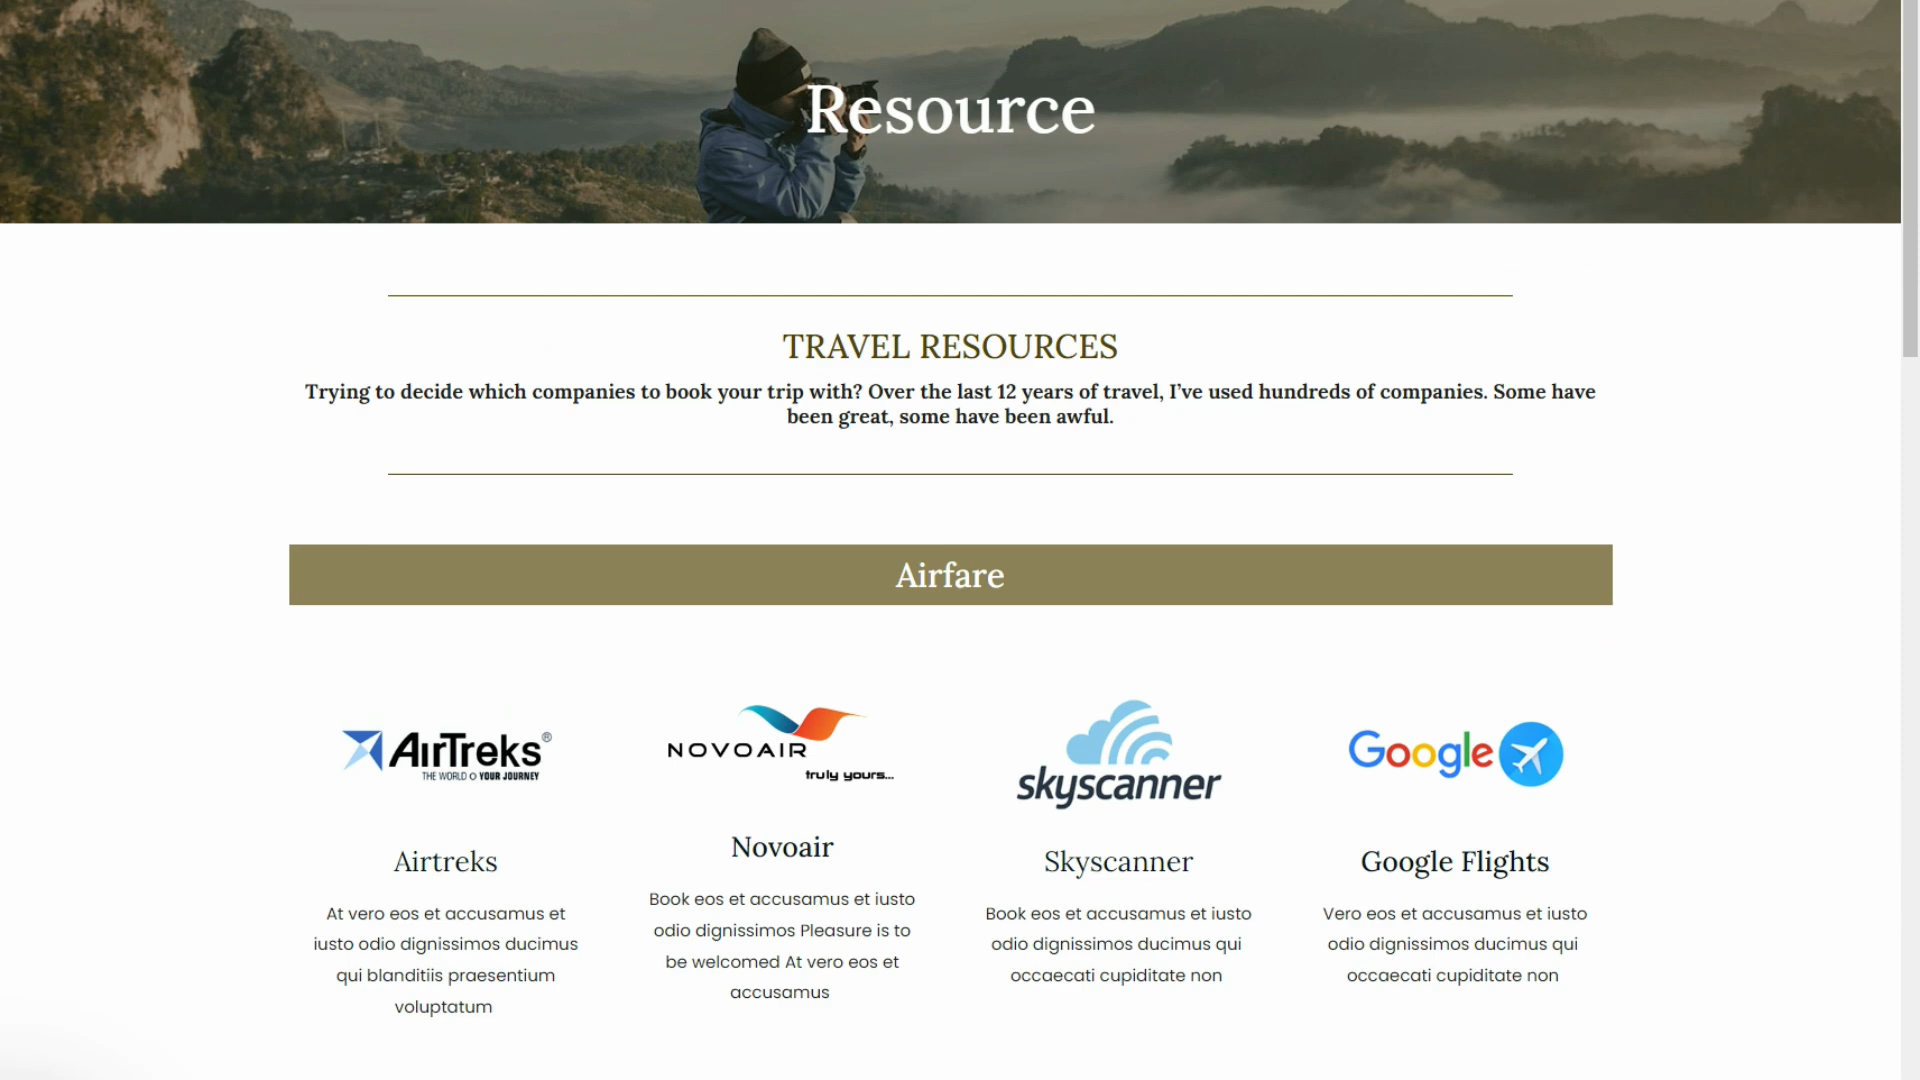 Resource
TRAVEL RESOURCES
Trying to decide which companies to book your trip with? Over the last 12 years of travel, I've used hundreds of companies. Some have
been great, some have been awful.
Airfare
AirTreks®
THE WORLD O YOUR JOURNEY
NOVOAIR
truly yours...
skyscanner
Google
Airtreks
At vero eos et accusamus et
iusto odio dignissimos ducimus
qui blanditiis praesentium
voluptatum
Novoair
Book eos et accusamus et iusto
odio dignissimos Pleasure is to
be welcomed At vero eos et
accusamus
Skyscanner
Book eos et accusamus et iusto
odio dignissimos ducimus qui
occaecati cupiditate non
Google Flights
Vero eos et accusamus et iusto
odio dignissimos ducimus qui
occaecati cupiditate non